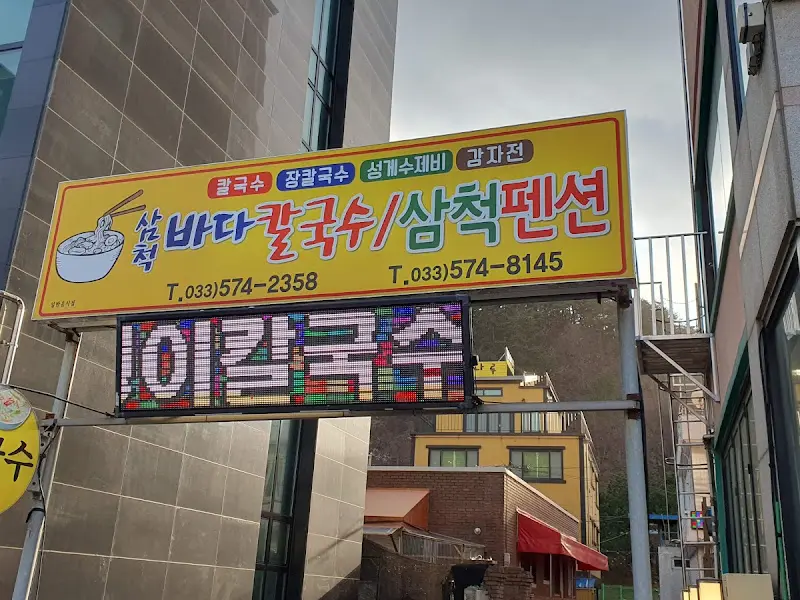 칼국수 장칼국수 성게수제비 감자전
삼척 바다칼국수/삼척펜션
T.033)574-2358 T.033)574-8145
이칼국수
수